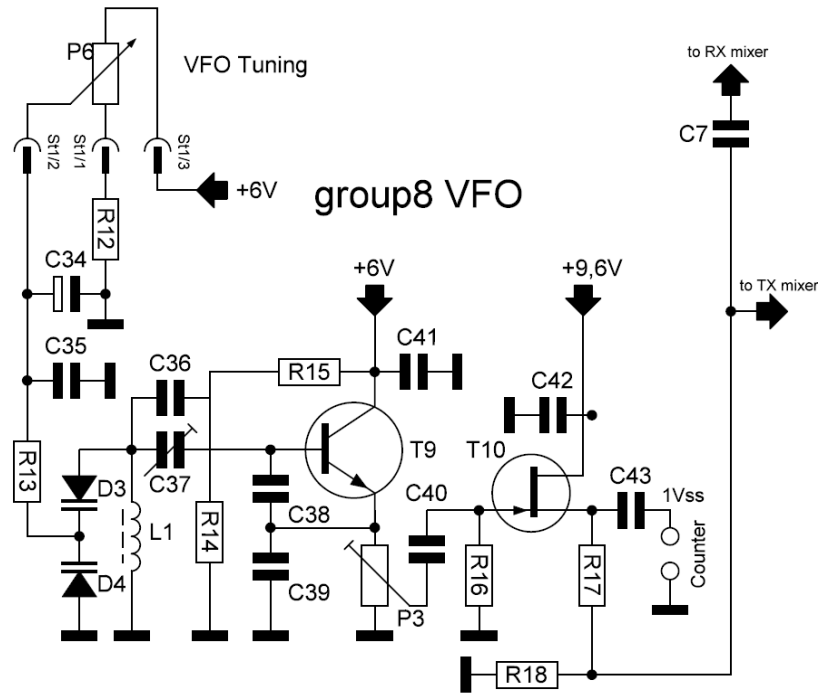 to RX mixer
P6
VFO Tuning
C7
St1/2
St1/1
St1/3
+6V
group8 VFO
R12
C34
+6V
+9,6V
to TX mixer
C35
C36
R15
C41
C42
R13
D3
C37
T9
T10
C43
1Vss
C40
C38
L1
R14
Counter
D4
C39
R16
R17
P3
R18